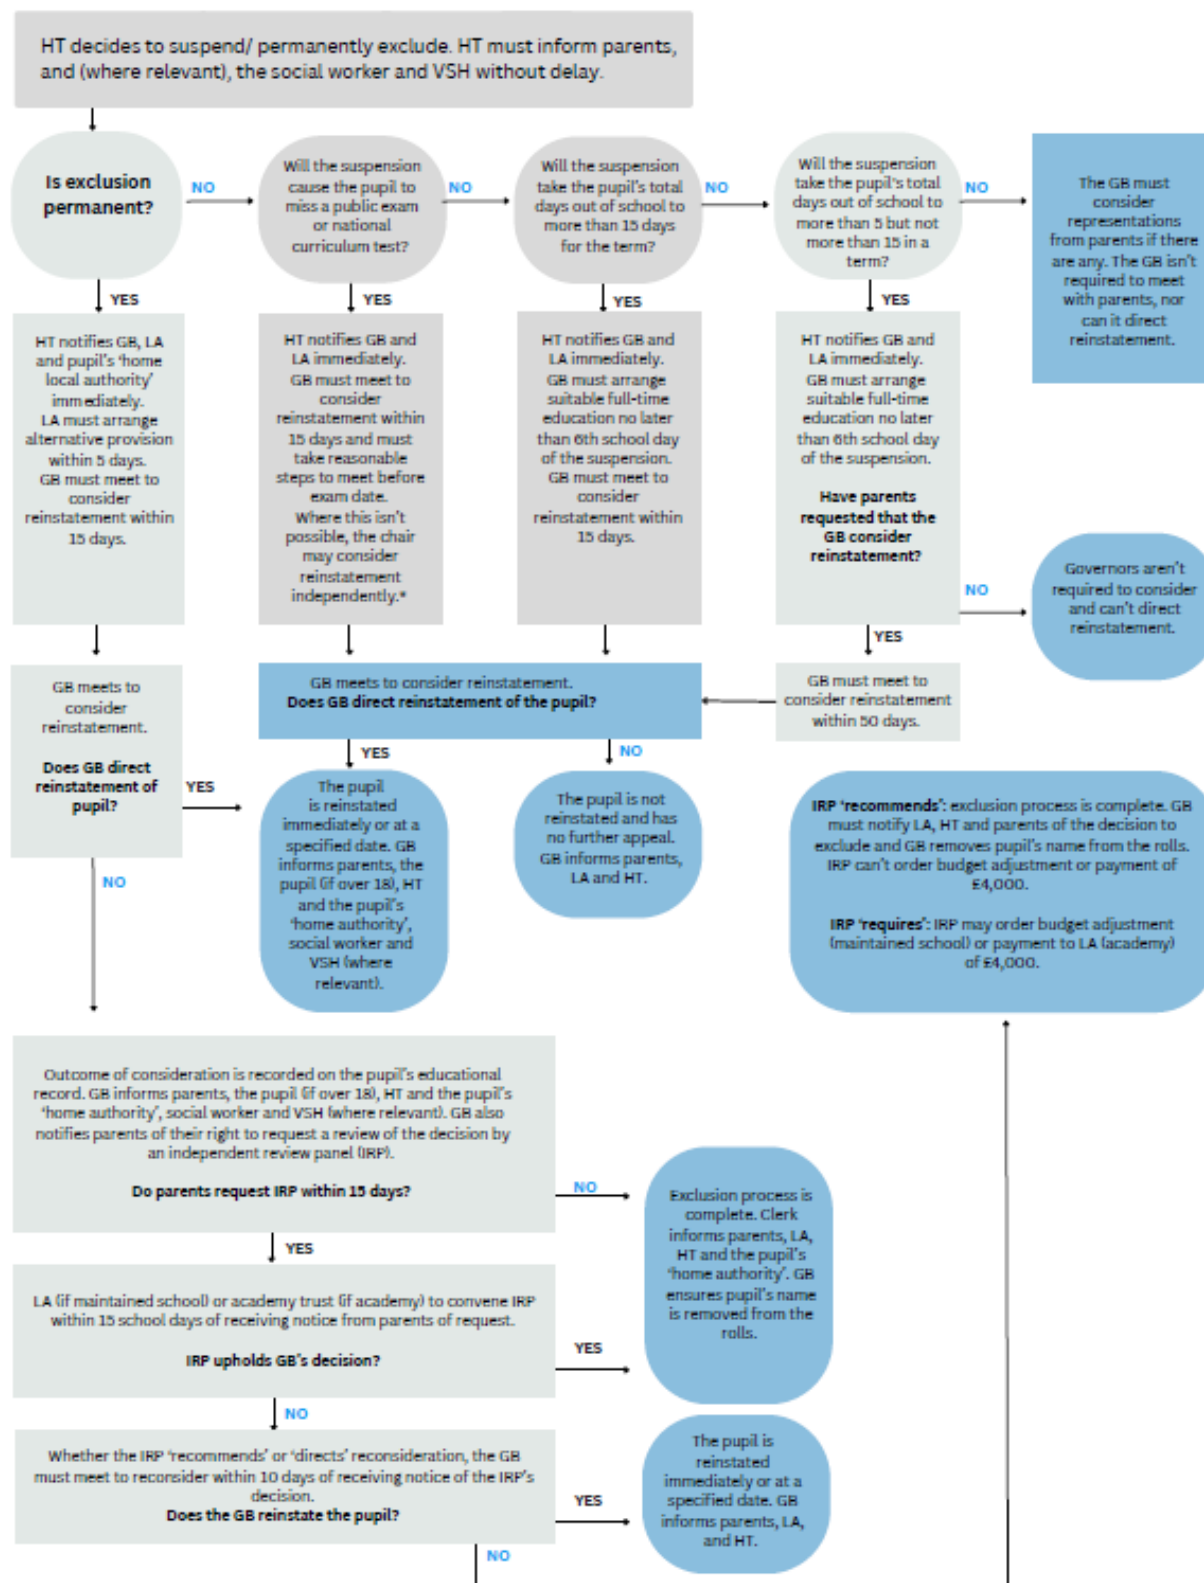 HT decides to suspend/ permanently exclude. HT must inform parents,
and (where relevant), the social worker and VSH without delay.
Is exclusion
permanent?
NO
Will the suspension
cause the pupil to
miss a public exam
or national
curriculum test?
NO
Will the suspension
take the pupil's total
days out of school to
more than 15 days
for the term?
NO
Will the suspension
take the pupil's total
days out of school to
more than 5 but not
more than 15 in a
term?
NO
The GB must
consider
representations
from parents if there
are any. The GB isn't
required to meet
with parents, nor
can it direct
reinstatement.
YES
YES
YES
YES
HT notifies GB, LA
and pupil's 'home
local authority'
immediately.
LA must arrange
alternative provision
within 5 days.
GB must meet to
consider
reinstatement within
15 days.
HT notifies GB and
LA immediately.
GB must meet to
consider
reinstatement within
15 days and must
take reasonable
steps to meet before
exam date.
Where this isn't
possible, the chair
may consider
reinstatement
independently.*
HT notifies GB and
LA immediately.
GB must arrange
suitable full-time
education no later
than 6th school day
of the suspension.
GB must meet to
consider
reinstatement within
15 days.
HT notifies GB and
LA immediately.
GB must arrange
suitable full-time
education no later
than 6th school day
of the suspension.
Have parents
requested that the
GB consider
reinstatement?
NO
Governors aren't
required to consider
and can't direct
reinstatement.
YES
GB meets to
consider
reinstatement.
Does GB direct
reinstatement of
pupil?
YES
GB meets to consider reinstatement.
Does GB direct reinstatement of the pupil?
GB must meet to
consider reinstatement
within 50 days.
YES
NO
The pupil
is reinstated
immediately or at a
specified date. GB
informs parents, the
pupil (if over 18), HT
and the pupil's
'home authority',
social worker and
VSH (where
relevant).
The pupil is not
reinstated and has
no further appeal.
GB informs parents,
LA and HT.
IRP 'recommends': exclusion process is complete. GB
must notify LA, HT and parents of the decision to
exclude and GB removes pupil's name from the rolls.
IRP can't order budget adjustment or payment of
£4,000.
IRP 'requires': IRP may order budget adjustment
(maintained school) or payment to LA (academy)
of £4,000.
NO
Outcome of consideration is recorded on the pupil's educational
record. GB informs parents, the pupil (if over 18), HT and the pupil's
'home authority', social worker and VSH (where relevant). GB also
notifies parents of their right to request a review of the decision by
an independent review panel (IRP).
Do parents request IRP within 15 days?
NO
Exclusion process is
complete. Clerk
informs parents, LA,
HT and the pupil's
'home authority'. GB
ensures pupil's name
is removed from the
rolls.
YES
LA (if maintained school) or academy trust (if academy) to convene IRP
within 15 school days of receiving notice from parents of request.
IRP upholds GB's decision?
YES
NO
Whether the IRP 'recommends' or 'directs' reconsideration, the GB
must meet to reconsider within 10 days of receiving notice of the IRP's
decision.
Does the GB reinstate the pupil?
YES
The pupil is
reinstated
immediately or at a
specified date. GB
informs parents, LA,
and HT.
NO